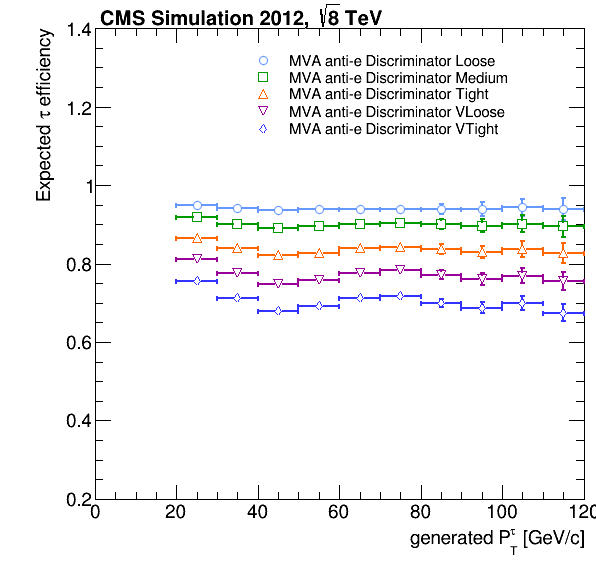 CMS Simulation 2012, √8 TeV
Expected τ efficiency
1.4
1.2
1
0.8
0.6
0.4
0.2
MVA anti-e Discriminator Loose
MVA anti-e Discriminator Medium
MVA anti-e Discriminator Tight
MVA anti-e Discriminator VLoose
MVA anti-e Discriminator VTight
0 20 40 60 80 100 120
generated P_T^τ [GeV/c]